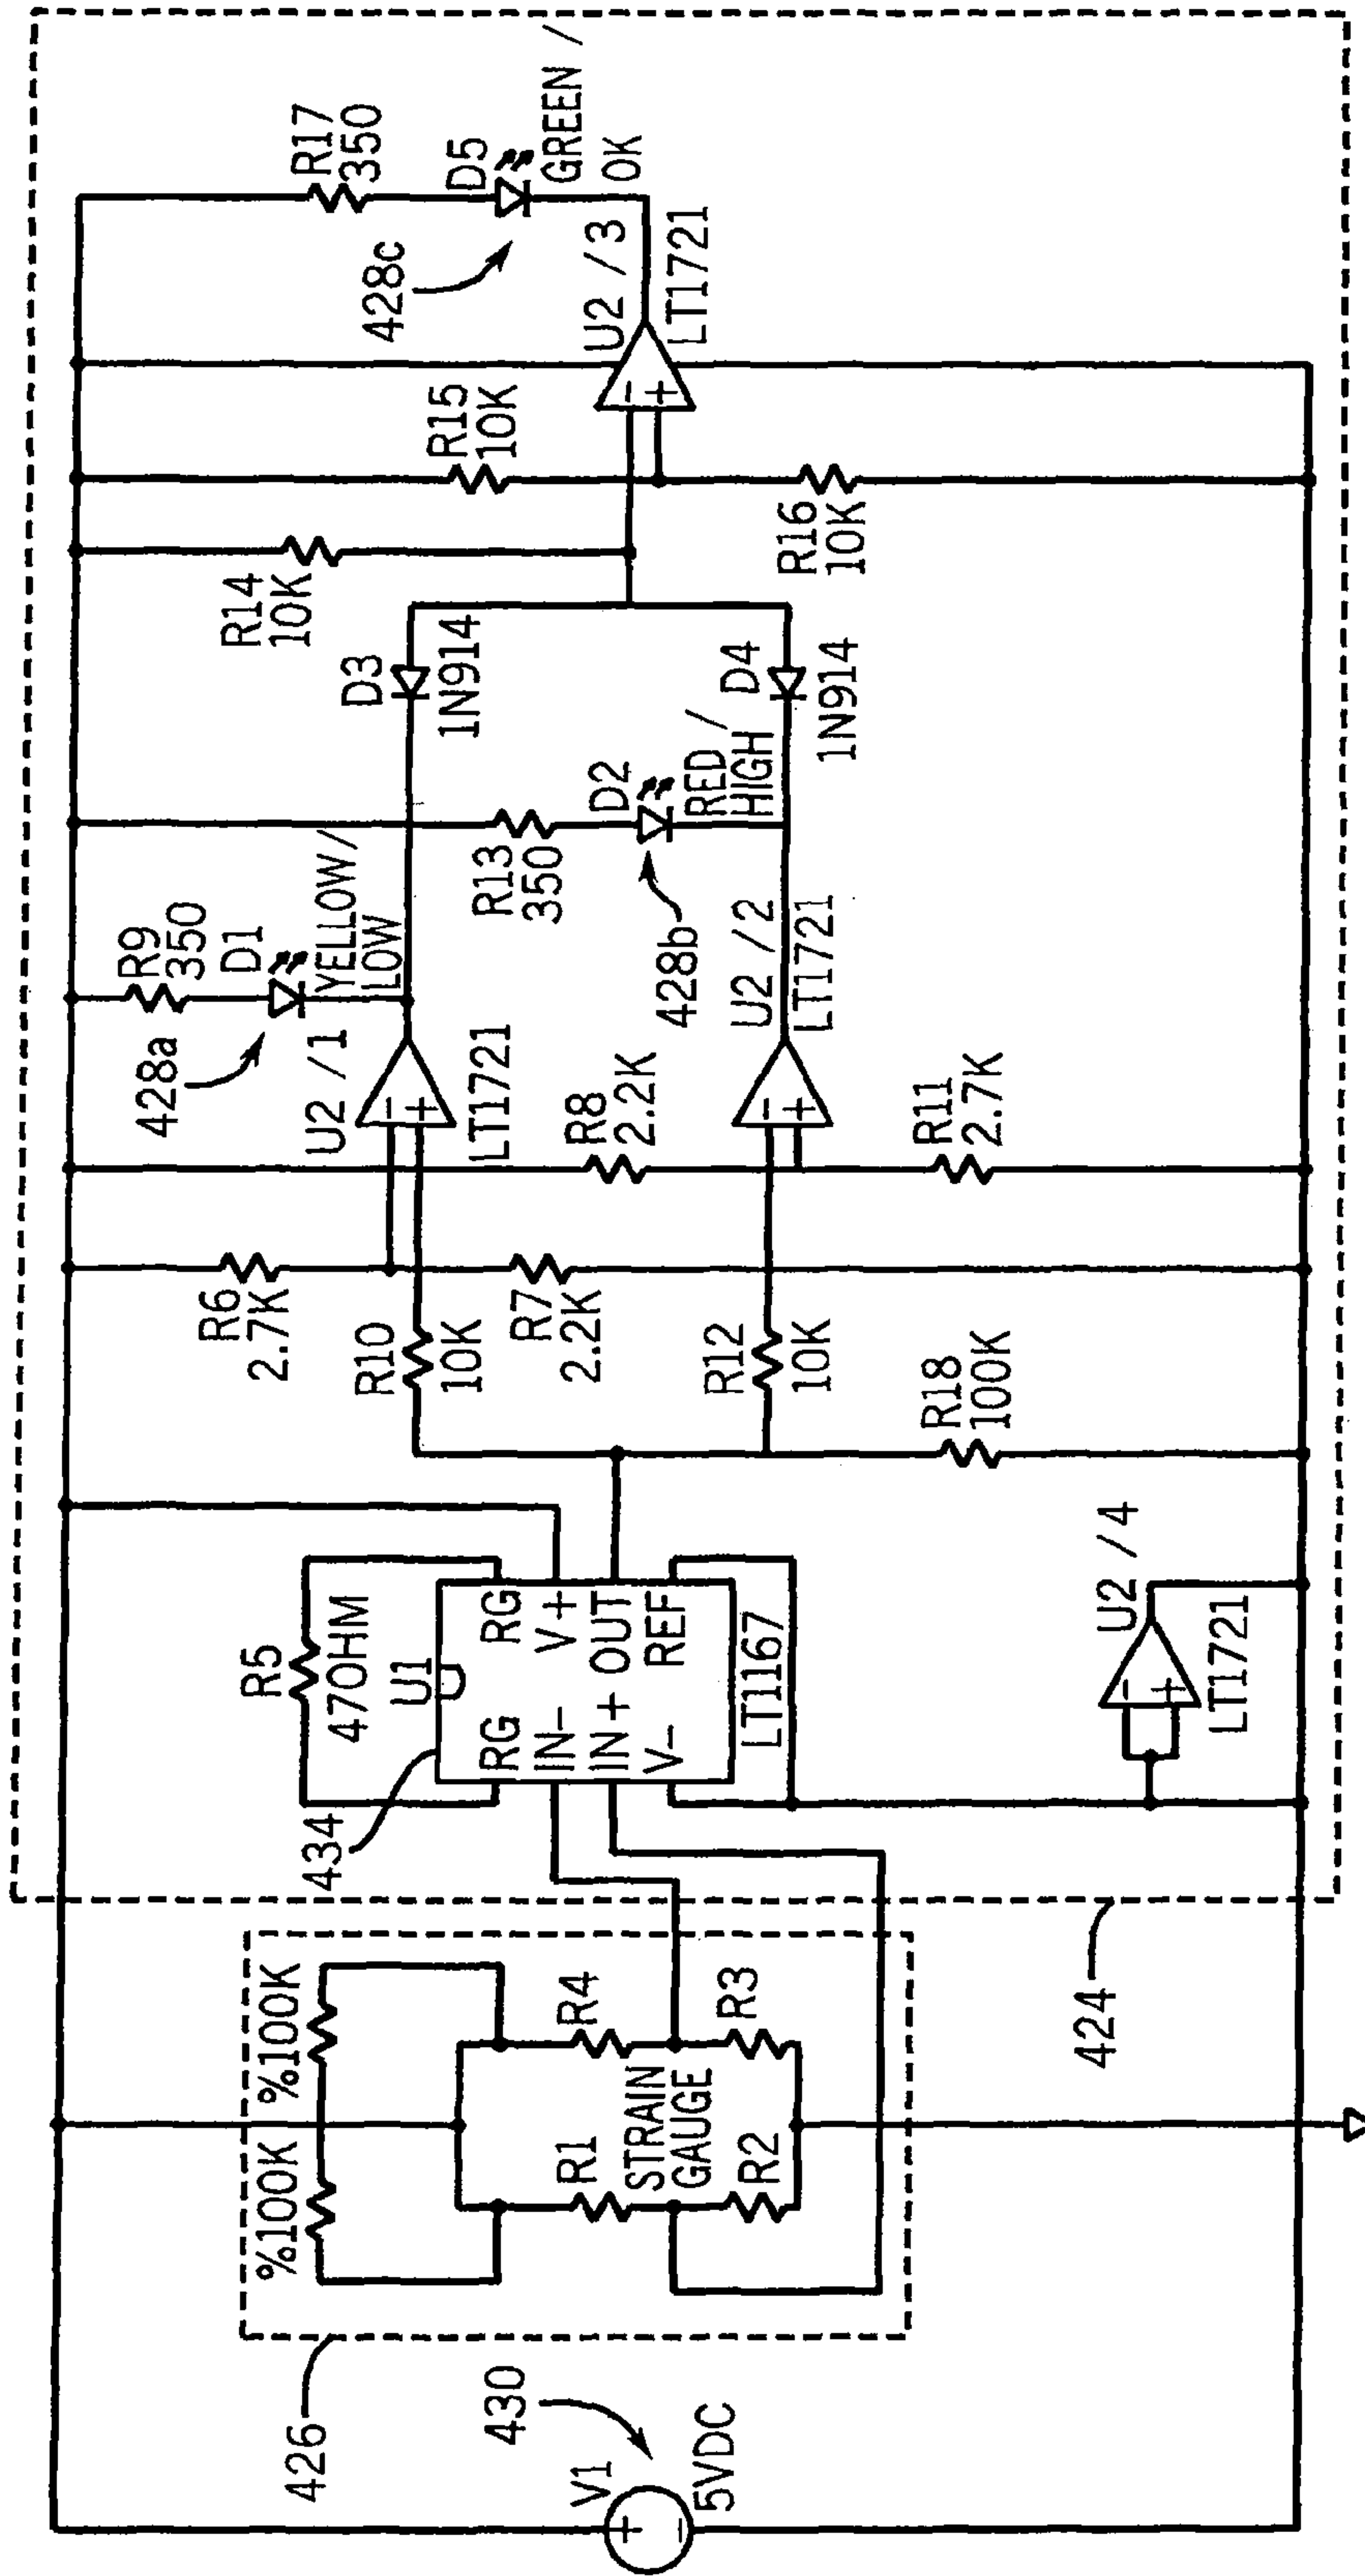 V1
5VDC
430
426
%100K
%100K
R1
R4
STRAIN
GAUGE
R2
R3
424
434
R5
470HM
U1
RG
RG
IN-
V+
IN+
OUT
V-
REF
LT1167
U2 /4
-
+
LT1721
R6
2.7K
R10
10K
R7
2.2K
R12
10K
R18
100K
U2 /1
-
+
LT1721
R8
2.2K
R11
2.7K
U2 /2
-
+
LT1721
428a
R9
350
D1
YELLOW/
LOW
R13
350
428b
D2
RED/
HIGH/
D3
1N914
D4
1N914
R14
10K
R15
10K
R16
10K
U2 /3
-
+
LT1721
428c
R17
350
D5
GREEN /
OK